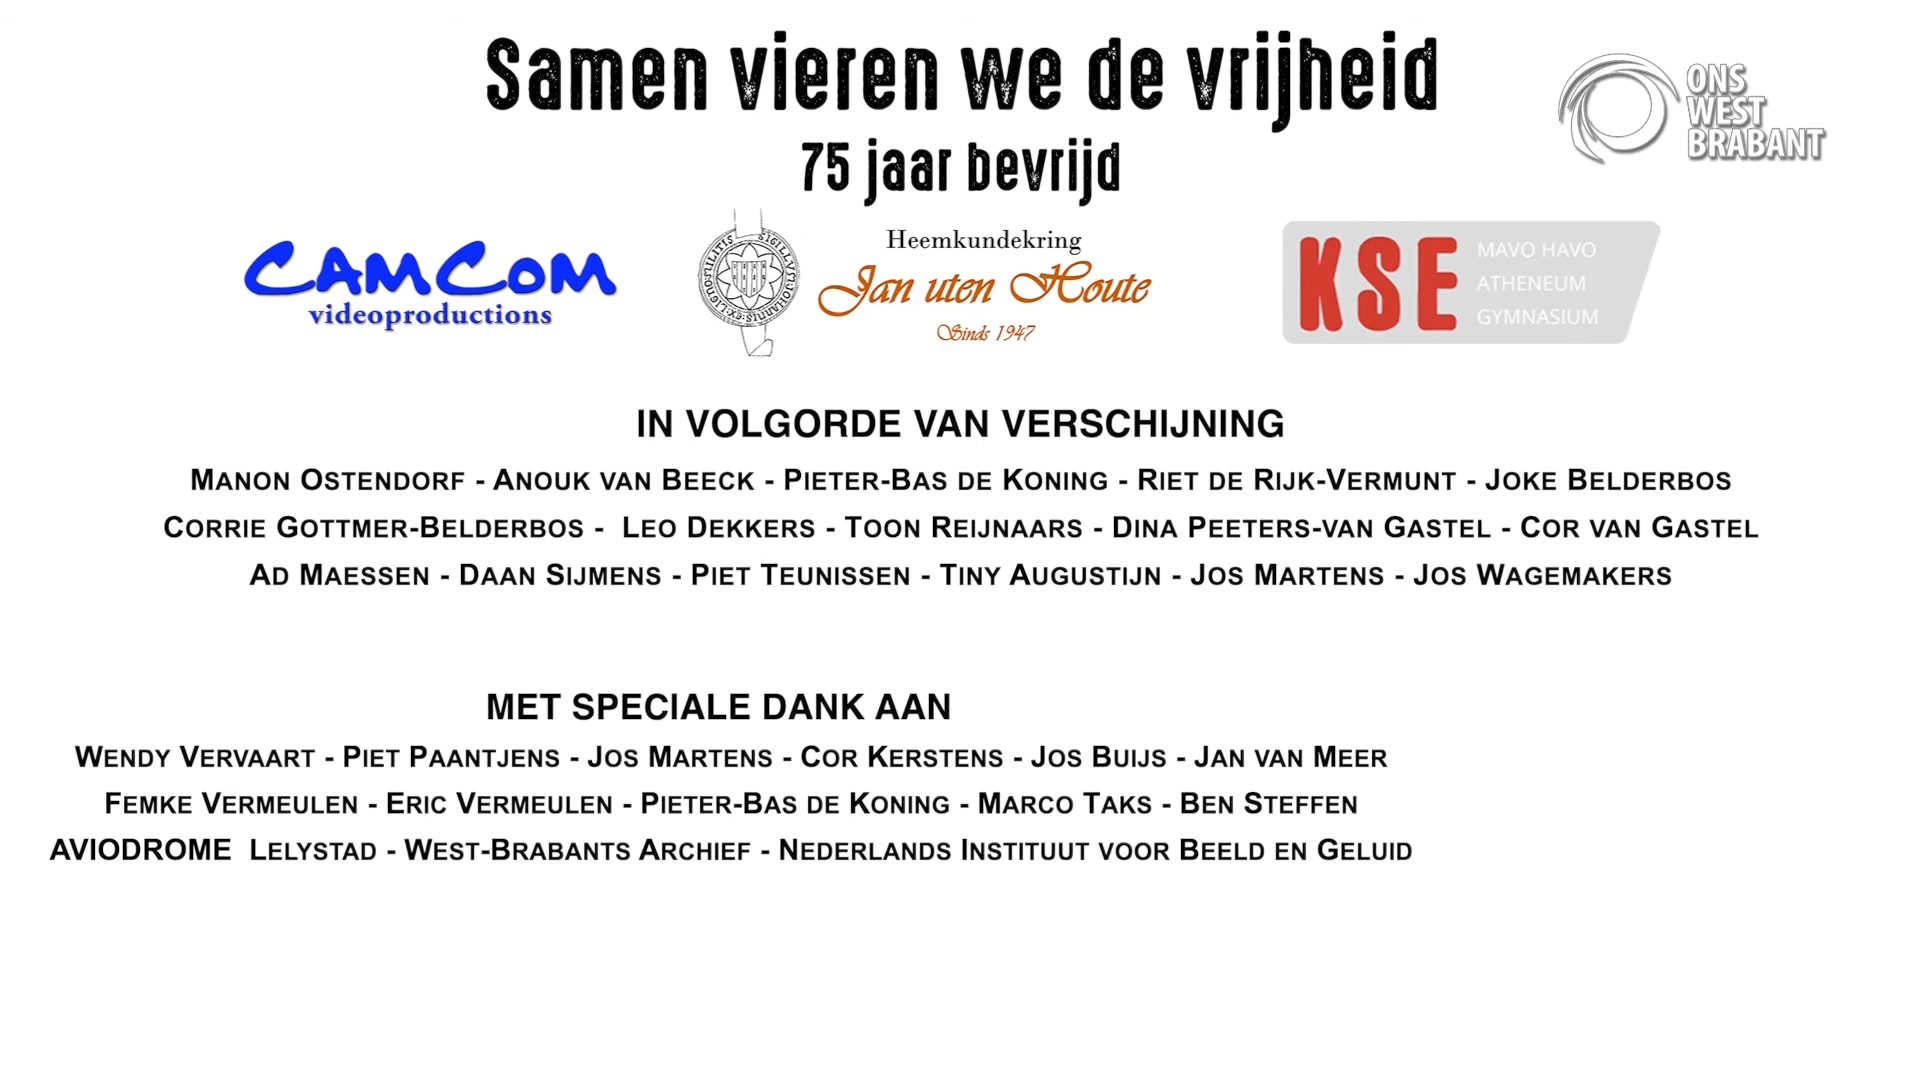 Samen vieren we de vrijheid
75 jaar bevrijd
ONS
WEST
BRABANT
CAMCOM
videoproductions
Heemkundekring
Jan uten Houte
Sinds 1947
KSE
MAVO HAVO
ATHENEUM
GYMNASIUM
IN VOLGORDE VAN VERSCHIJNING
MANON OSTENDORF - ANOUK VAN BEECK - PIETER-BAS DE KONING - RIET DE RIJK-VERMUNT - JOKE BELDERBOS
CORRIE GOTTMER-BELDERBOS - LEO DEKKERS - TOON REIJNAARS - DINA PEETERS-VAN GASTEL - COR VAN GASTEL
AD MAESSEN - DAAN SIJMENS - PIET TEUNISSEN - TINY AUGUSTIJN - JOS MARTENS - JOS WAGEMAKERS
MET SPECIALE DANK AAN
WENDY VERVAART - PIET PAANTJENS - JOS MARTENS - COR KERSTENS - JOS BUIJS - JAN VAN MEER
FEMKE VERMEULEN - ERIC VERMEULEN - PIETER-BAS DE KONING - MARCO TAKS - BEN STEFFEN
AVIODROME LELYSTAD - WEST-BRABANTS ARCHIEF - NEDERLANDS INSTITUUT VOOR BEELD EN GELUID